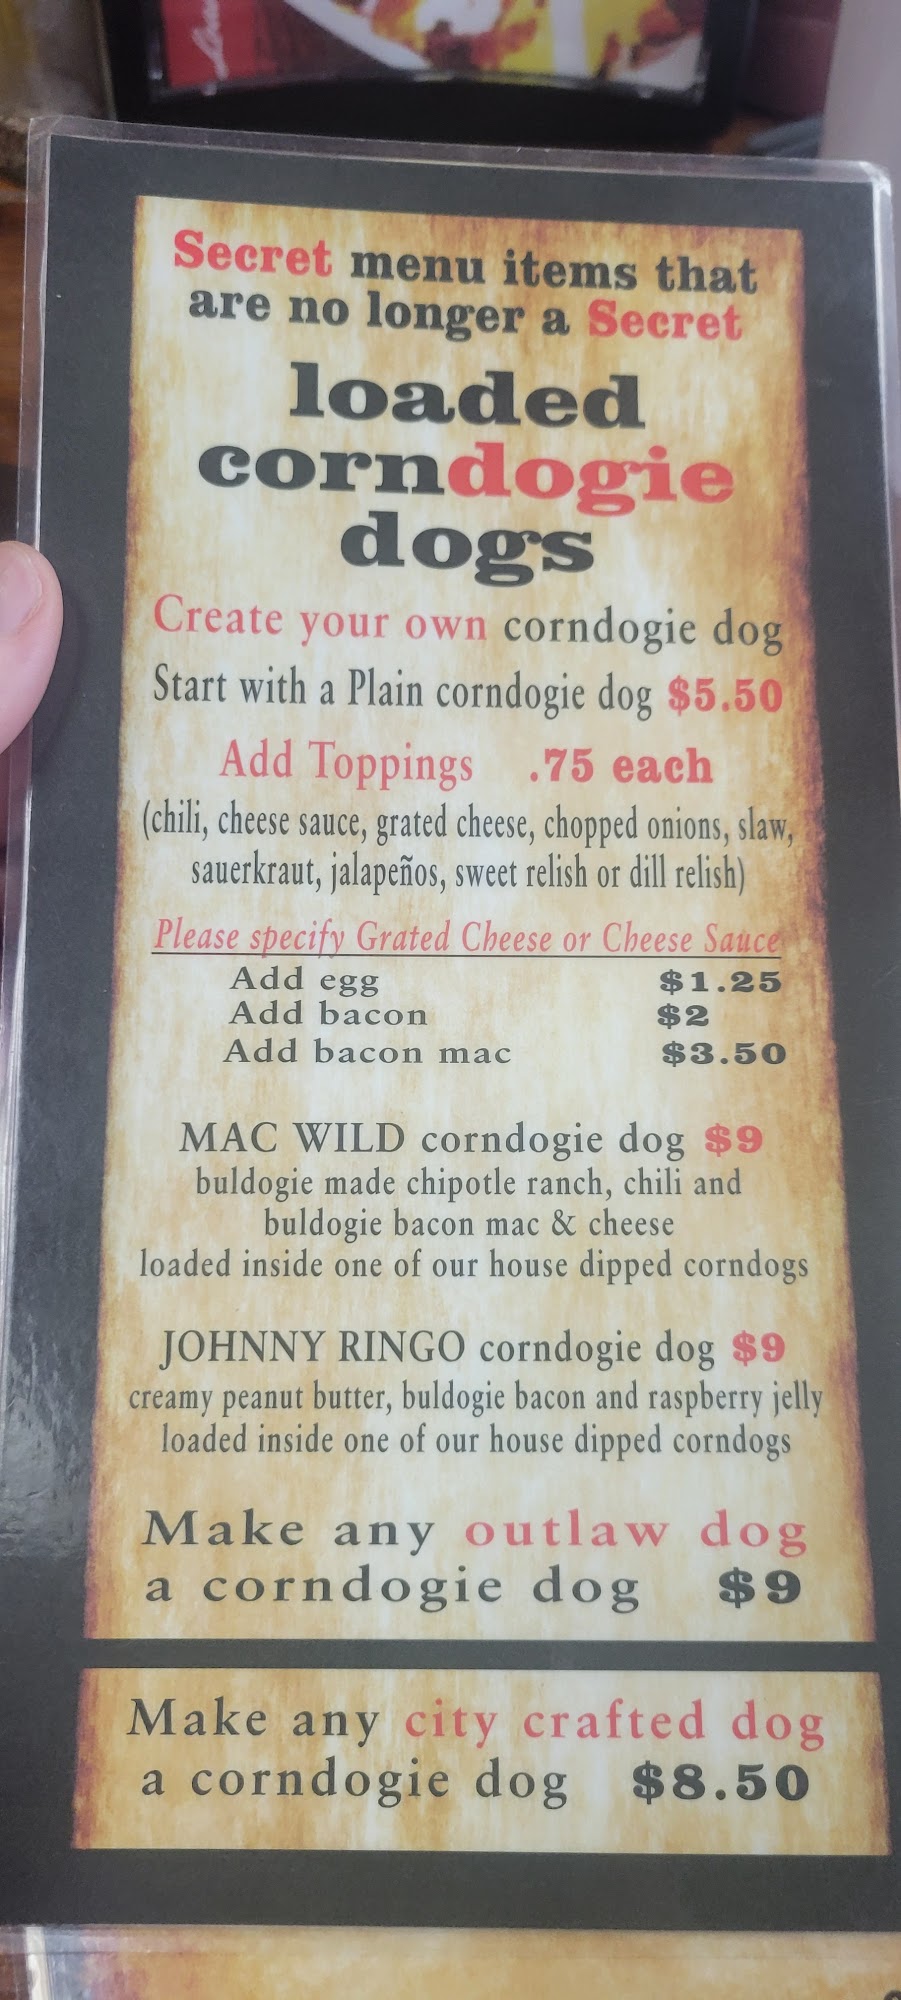 Secret menu items that
are no longer a Secret
loaded
corndogie
dogs
Create your own corndogie dog
Start with a Plain corndogie dog $5.50
Add Toppings .75 each
(chili, cheese sauce, grated cheese, chopped onions, slaw,
sauerkraut, jalapeños, sweet relish or dill relish)
Please specify Grated Cheese or Cheese Sauce
Add egg $1.25
Add bacon $2
Add bacon mac $3.50
MAC WILD corndogie dog $9
buldogie made chipotle ranch, chili and
buldogie bacon mac & cheese
loaded inside one of our house dipped corndogs
JOHNNY RINGO corndogie dog $9
creamy peanut butter, buldogie bacon and raspberry jelly
loaded inside one of our house dipped corndogs
Make any outlaw dog
a corndogie dog $9
Make any city crafted dog
a corndogie dog $8.50